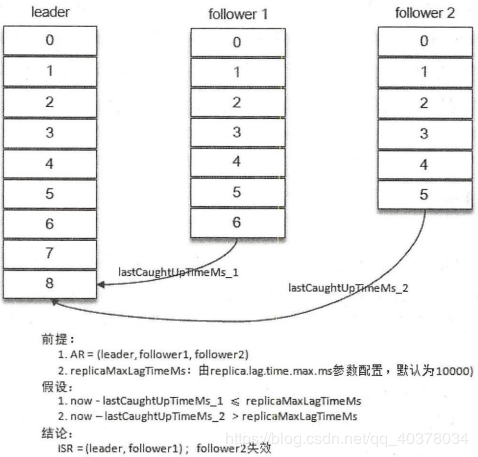 leader
follower 1
follower 2
0
1
2
3
4
5
6
7
8
0
1
2
3
4
5
6
0
1
2
3
4
5
lastCaughtUpTimeMs_1
lastCaughtUpTimeMs_2
前提：
1. AR = (leader, follower1, follower2)
2. replicaMaxLagTimeMs：由replica.lag.time.max.ms参数配置，默认为10000)
假设：
1. now - lastCaughtUpTimeMs_1 ⩽ replicaMaxLagTimeMs
2. now – lastCaughtUpTimeMs_2 > replicaMaxLagTimeMs
结论：
ISR = (leader, follower1) ; follower2失效
https://blog.csdn.net/qq_40378034